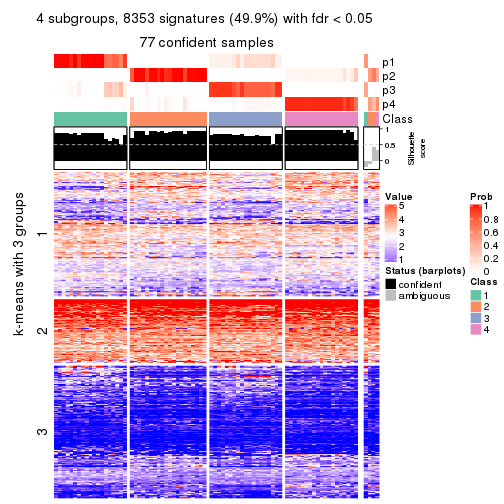 4 subgroups, 8353 signatures (49.9%) with fdr < 0.05
77 confident samples
p1
p2
p3
p4
Class
1
0.5
0
Silhouette
score
k-means with 3 groups
1
2
3
Value
5
4
3
2
1
Status (barplots)
confident
ambiguous
Prob
1
0.8
0.6
0.4
0.2
0
Class
1
2
3
4